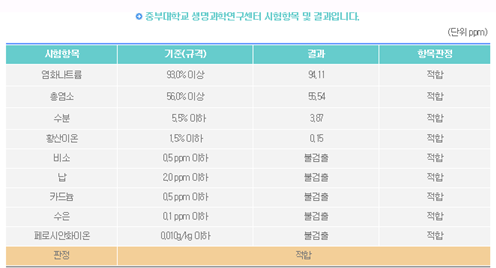 중부대학교 생명과학연구센터 시험항목 및 결과입니다.
(단위 ppm)
시험항목 기준(규격) 결과 항목판정
염화나트륨 93.0% 이상 94.11 적합
총염소 56.0% 이상 55.54 적합
수분 5.5% 이하 3.87 적합
황산이온 1.5% 이하 0.15 적합
비소 0.5 ppm 이하 불검출 적합
납 2.0 ppm 이하 불검출 적합
카드뮴 0.5 ppm 이하 불검출 적합
수은 0.1 ppm 이하 불검출 적합
페로시안화이온 0.010g/kg 이하 불검출 적합
판정 적합